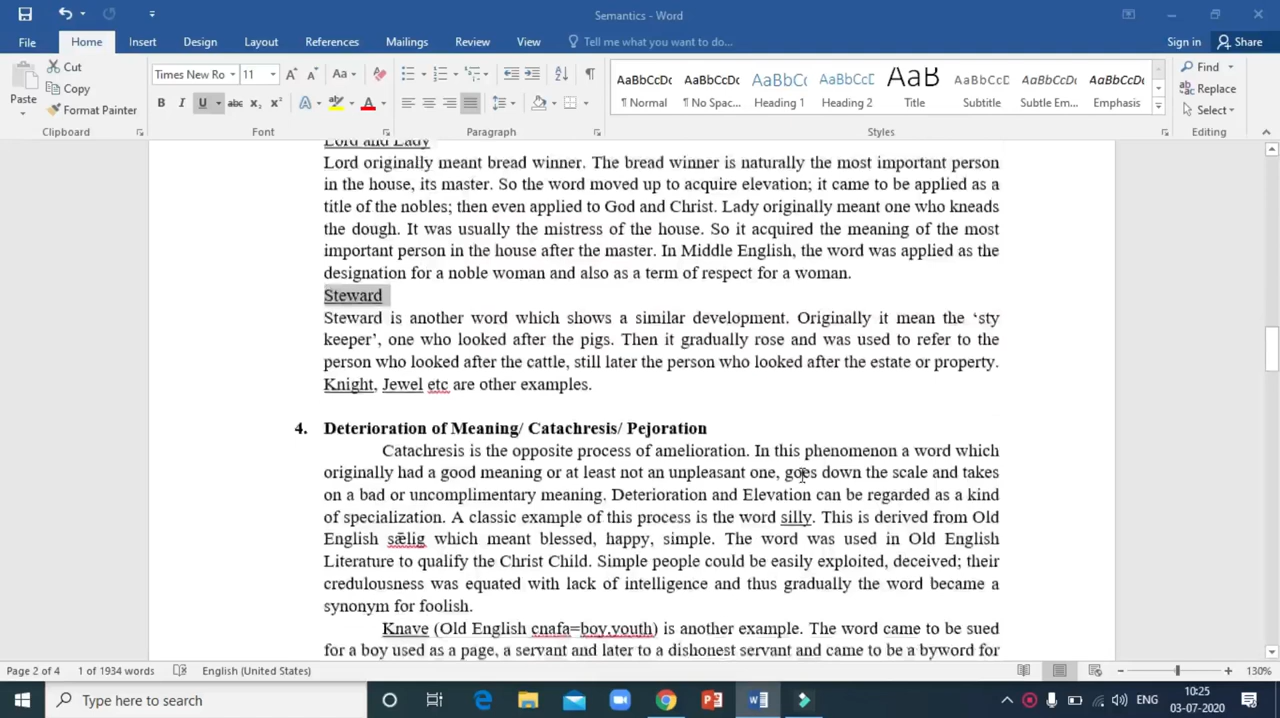 Semantics - Word
File Home Insert Design Layout References Mailings Review View Tell me what you want to do... Sign in Share
Paste Cut Copy Format Painter
Times New Ro 11
AaBbCcDc AaBbCcDc AaBbCc AaBbCcC AaB AaBbCcD AaBbCcDc AaBbCcDc
¶ Normal ¶ No Spac... Heading 1 Heading 2 Title Subtitle Subtle Em... Emphasis
Find Replace Select
Clipboard Font Paragraph Styles Editing
Lord and Lady
Lord originally meant bread winner. The bread winner is naturally the most important person
in the house, its master. So the word moved up to acquire elevation; it came to be applied as a
title of the nobles; then even applied to God and Christ. Lady originally meant one who kneads
the dough. It was usually the mistress of the house. So it acquired the meaning of the most
important person in the house after the master. In Middle English, the word was applied as the
designation for a noble woman and also as a term of respect for a woman.
Steward
Steward is another word which shows a similar development. Originally it mean the ‘sty
keeper’, one who looked after the pigs. Then it gradually rose and was used to refer to the
person who looked after the cattle, still later the person who looked after the estate or property.
Knight, Jewel etc are other examples.
4. Deterioration of Meaning/ Catachresis/ Pejoration
Catachresis is the opposite process of amelioration. In this phenomenon a word which
originally had a good meaning or at least not an unpleasant one, goes down the scale and takes
on a bad or uncomplimentary meaning. Deterioration and Elevation can be regarded as a kind
of specialization. A classic example of this process is the word silly. This is derived from Old
English sǣlig which meant blessed, happy, simple. The word was used in Old English
Literature to qualify the Christ Child. Simple people could be easily exploited, deceived; their
credulousness was equated with lack of intelligence and thus gradually the word became a
synonym for foolish.
Knave (Old English cnafa=boy,youth) is another example. The word came to be sued
for a boy used as a page, a servant and later to a dishonest servant and came to be a byword for
Page 2 of 4 1 of 1934 words English (United States) 130%
Type here to search ENG 10:25
03-07-2020